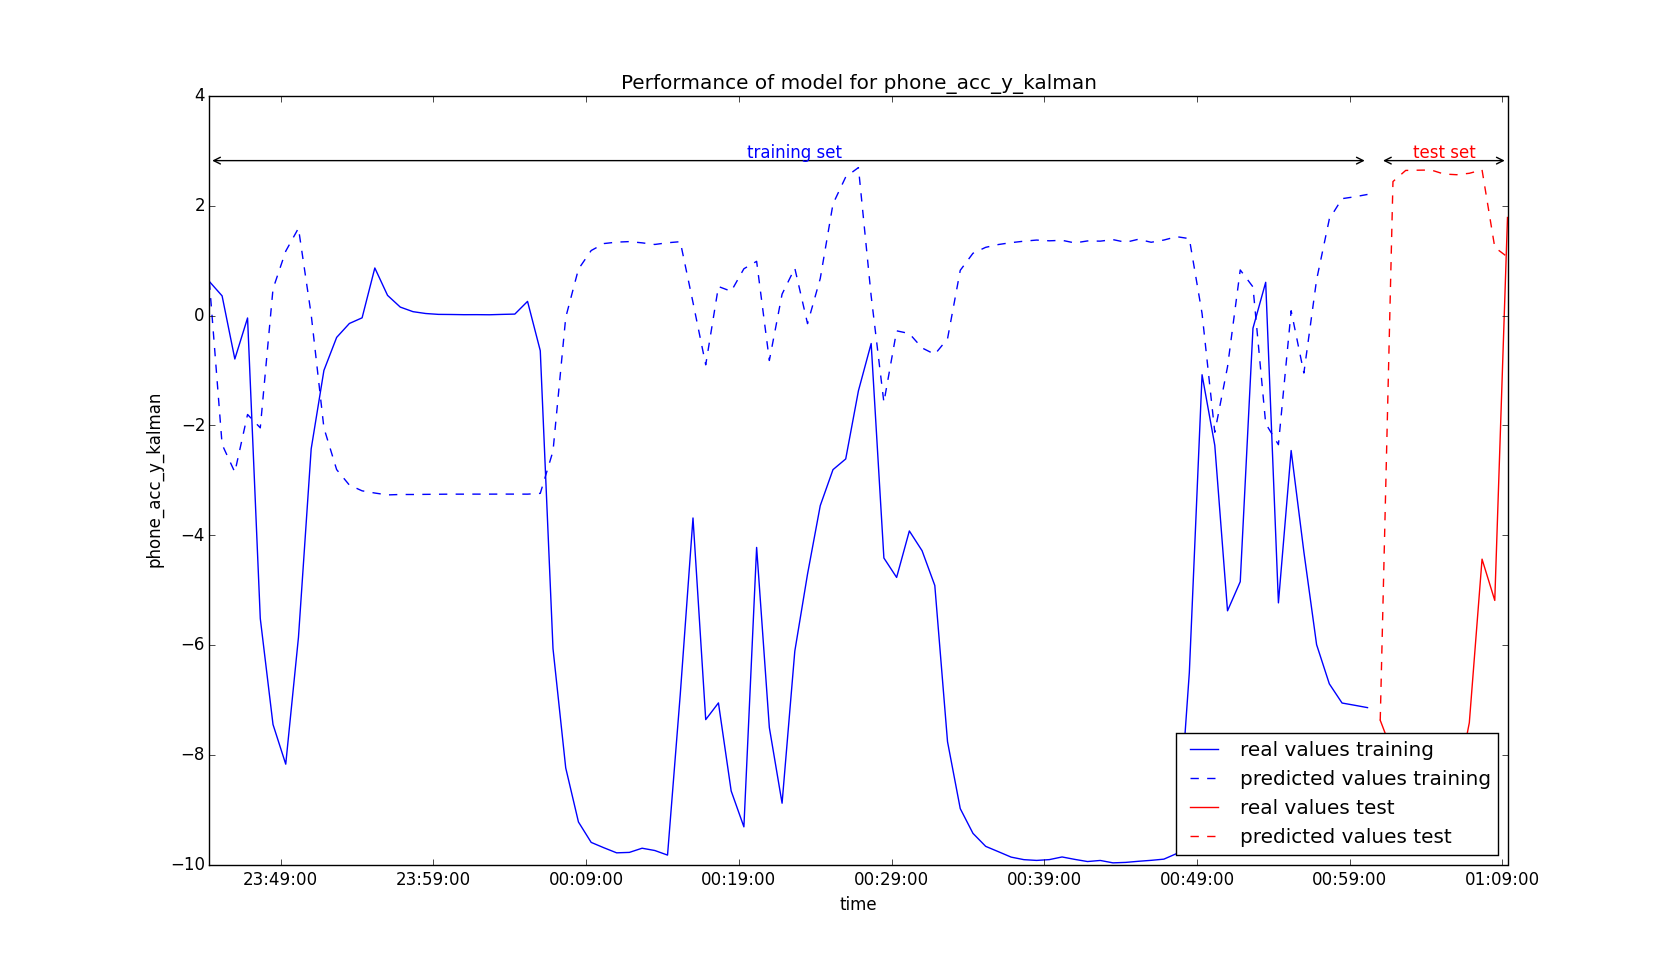 Performance of model for phone_acc_y_kalman
4
training set
test set
2
0
−2
−4
−6
−8
−10
phone_acc_y_kalman
real values training
predicted values training
real values test
predicted values test
23:49:00 23:59:00 00:09:00 00:19:00 00:29:00 00:39:00 00:49:00 00:59:00 01:09:00
time